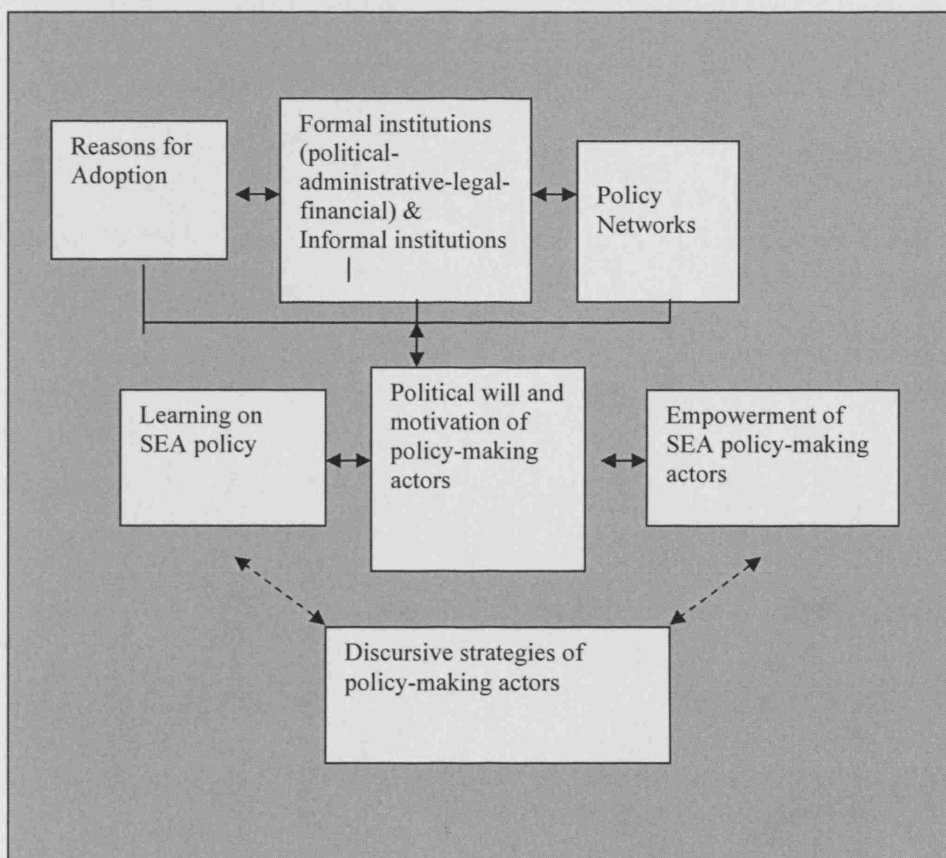 Reasons for
Adoption
Formal institutions
(political-
administrative-legal-
financial) &
Informal institutions
Policy
Networks
Learning on
SEA policy
Political will and
motivation of
policy-making
actors
Empowerment of
SEA policy-making
actors
Discursive strategies of
policy-making actors